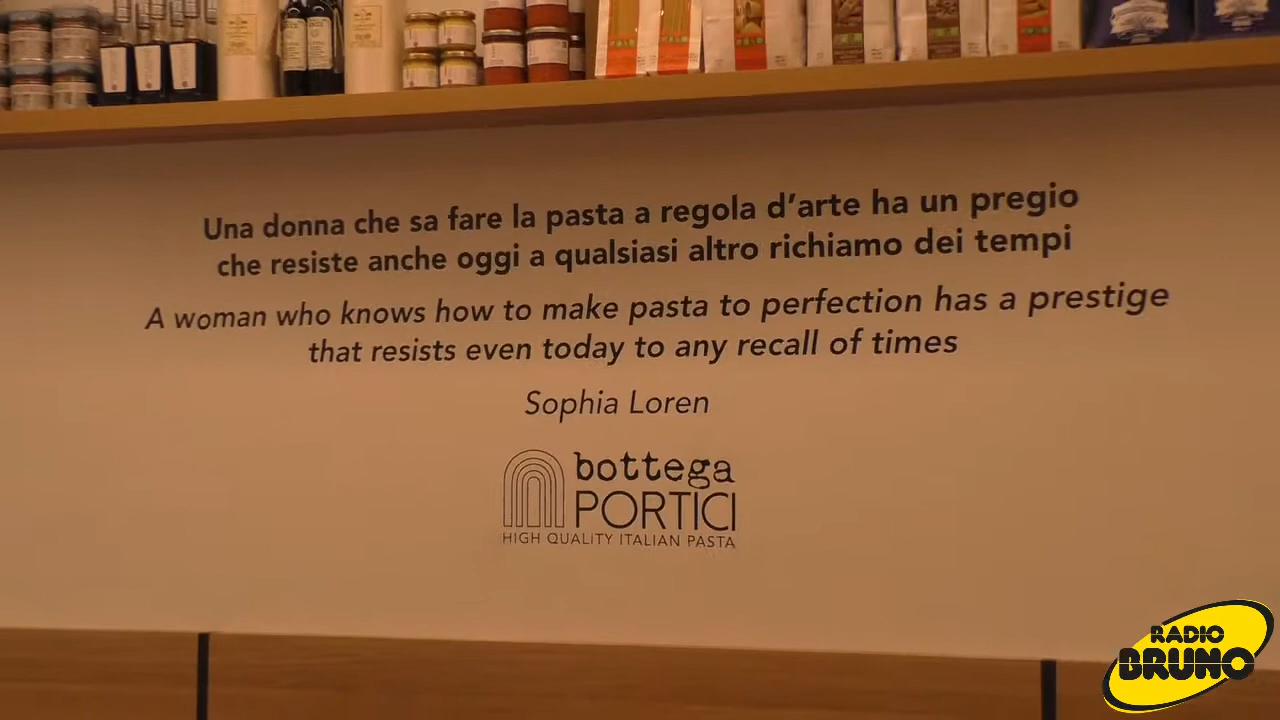 Una donna che sa fare la pasta a regola d'arte ha un pregio
che resiste anche oggi a qualsiasi altro richiamo dei tempi
A woman who knows how to make pasta to perfection has a prestige
that resists even today to any recall of times
Sophia Loren
bottega
PORTICI
HIGH QUALITY ITALIAN PASTA
RADIO
BRUNO